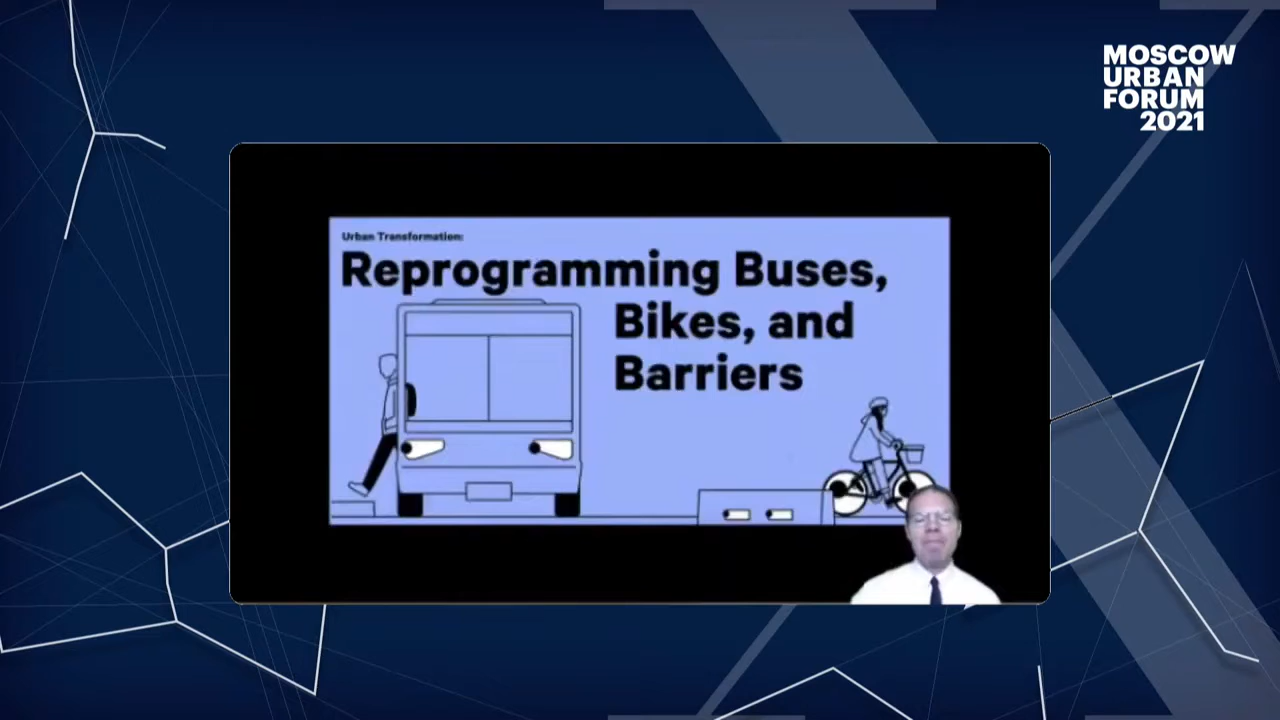 MOSCOW
URBAN
FORUM
2021
Urban Transformation:
Reprogramming Buses,
Bikes, and
Barriers